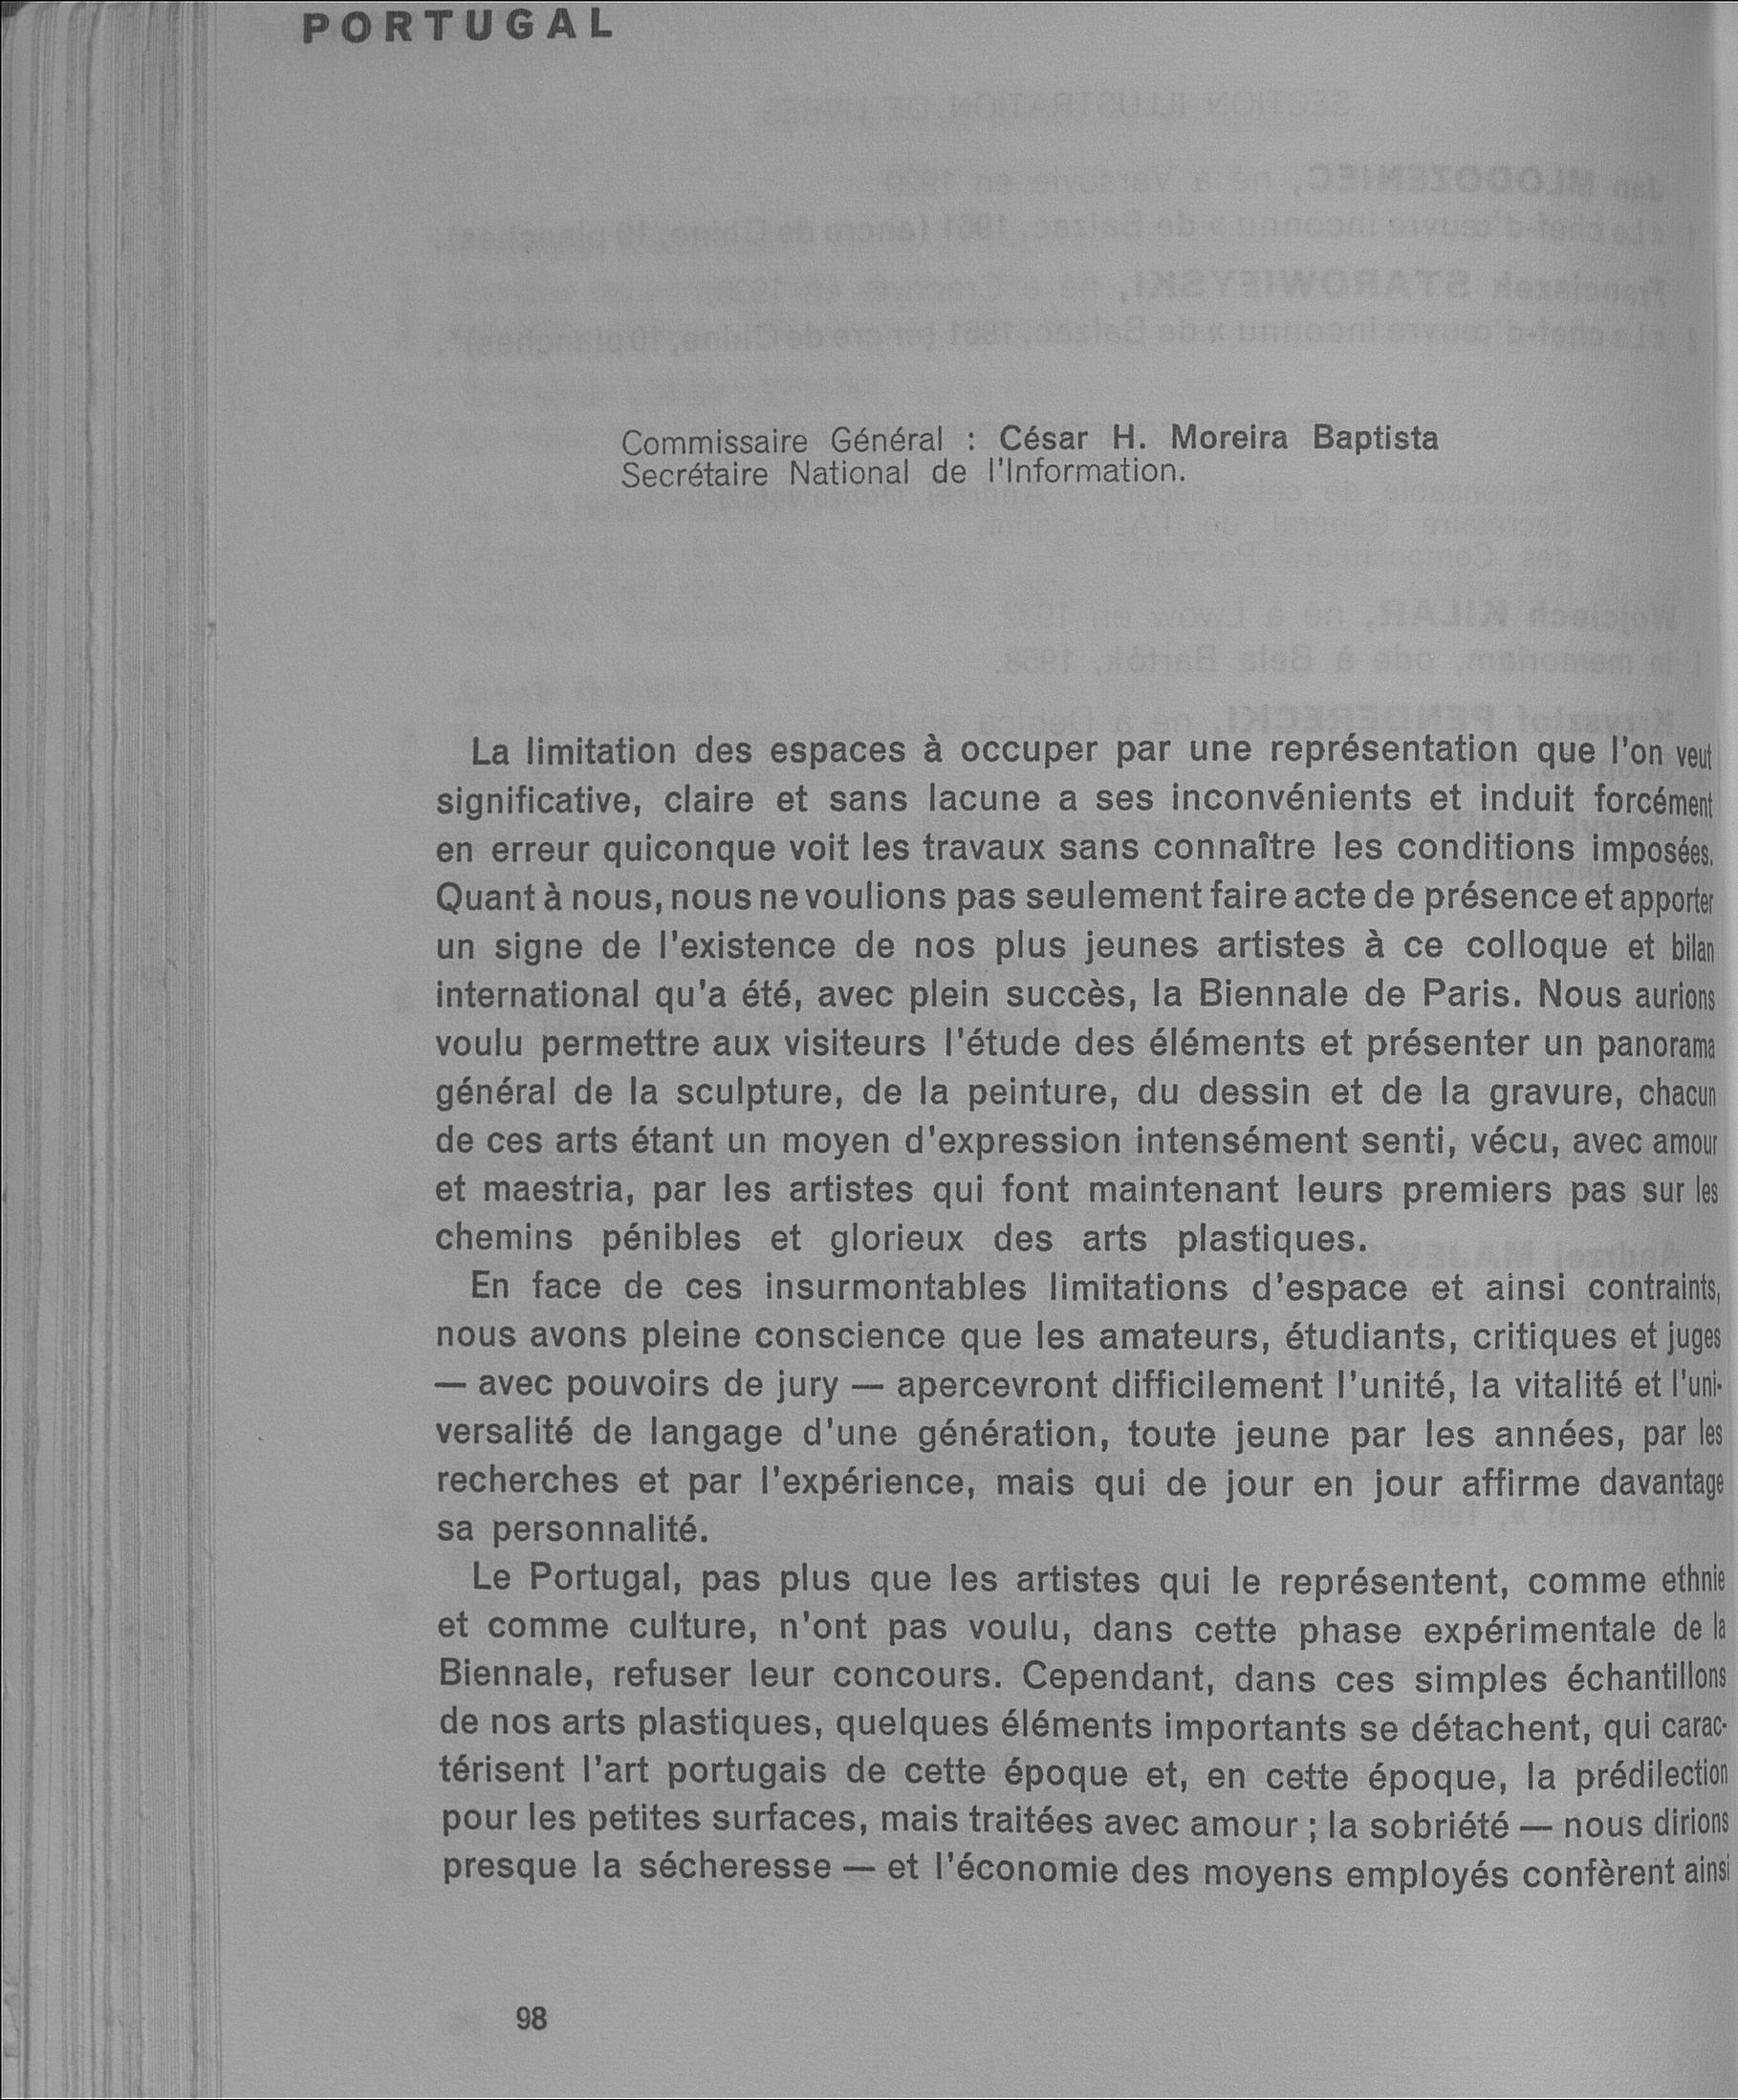 PORTUGAL
Commissaire Général : César H. Moreira Baptista
Secrétaire National de l'Information.
La limitation des espaces à occuper par une représentation que l'on veut
significative, claire et sans lacune a ses inconvénients et induit forcément
en erreur quiconque voit les travaux sans connaître les conditions imposées.
Quant à nous, nous ne voulions pas seulement faire acte de présence et apporter
un signe de l'existence de nos plus jeunes artistes à ce colloque et bilan
international qu'a été, avec plein succès, la Biennale de Paris. Nous aurions
voulu permettre aux visiteurs l'étude des éléments et présenter un panorama
général de la sculpture, de la peinture, du dessin et de la gravure, chacun
de ces arts étant un moyen d'expression intensément senti, vécu, avec amour
et maestria, par les artistes qui font maintenant leurs premiers pas sur les
chemins pénibles et glorieux des arts plastiques.
En face de ces insurmontables limitations d'espace et ainsi contraints,
nous avons pleine conscience que les amateurs, étudiants, critiques et juges
— avec pouvoirs de jury — apercevront difficilement l'unité, la vitalité et l'uni-
versalité de langage d'une génération, toute jeune par les années, par les
recherches et par l'expérience, mais qui de jour en jour affirme davantage
sa personnalité.
Le Portugal, pas plus que les artistes qui le représentent, comme ethnie
et comme culture, n'ont pas voulu, dans cette phase expérimentale de la
Biennale, refuser leur concours. Cependant, dans ces simples échantillons
de nos arts plastiques, quelques éléments importants se détachent, qui carac-
térisent l'art portugais de cette époque et, en cette époque, la prédilection
pour les petites surfaces, mais traitées avec amour ; la sobriété — nous dirions
presque la sécheresse — et l'économie des moyens employés confèrent ainsi
98